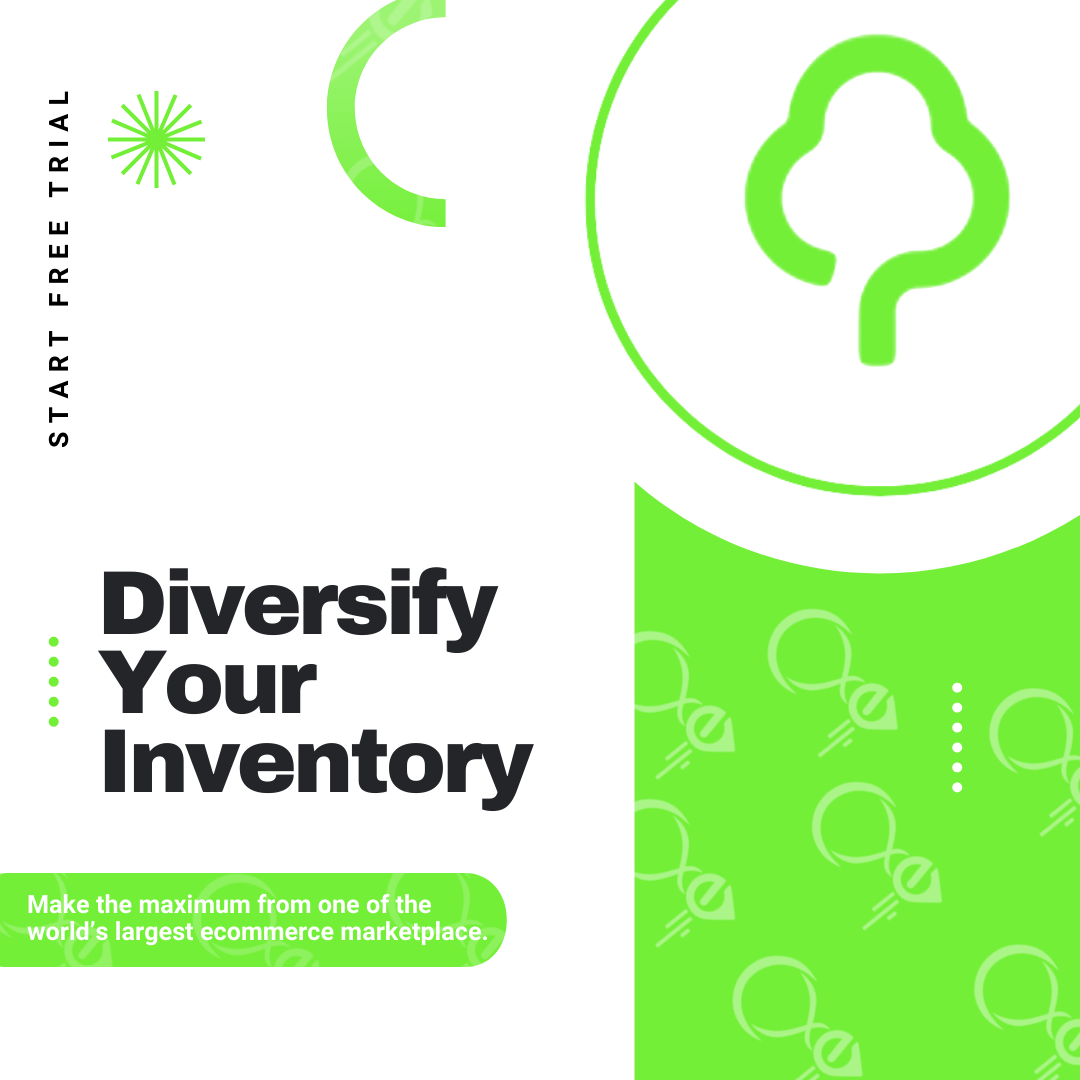 START FREE TRIAL
Diversify
Your
Inventory
Make the maximum from one of the
world’s largest ecommerce marketplace.